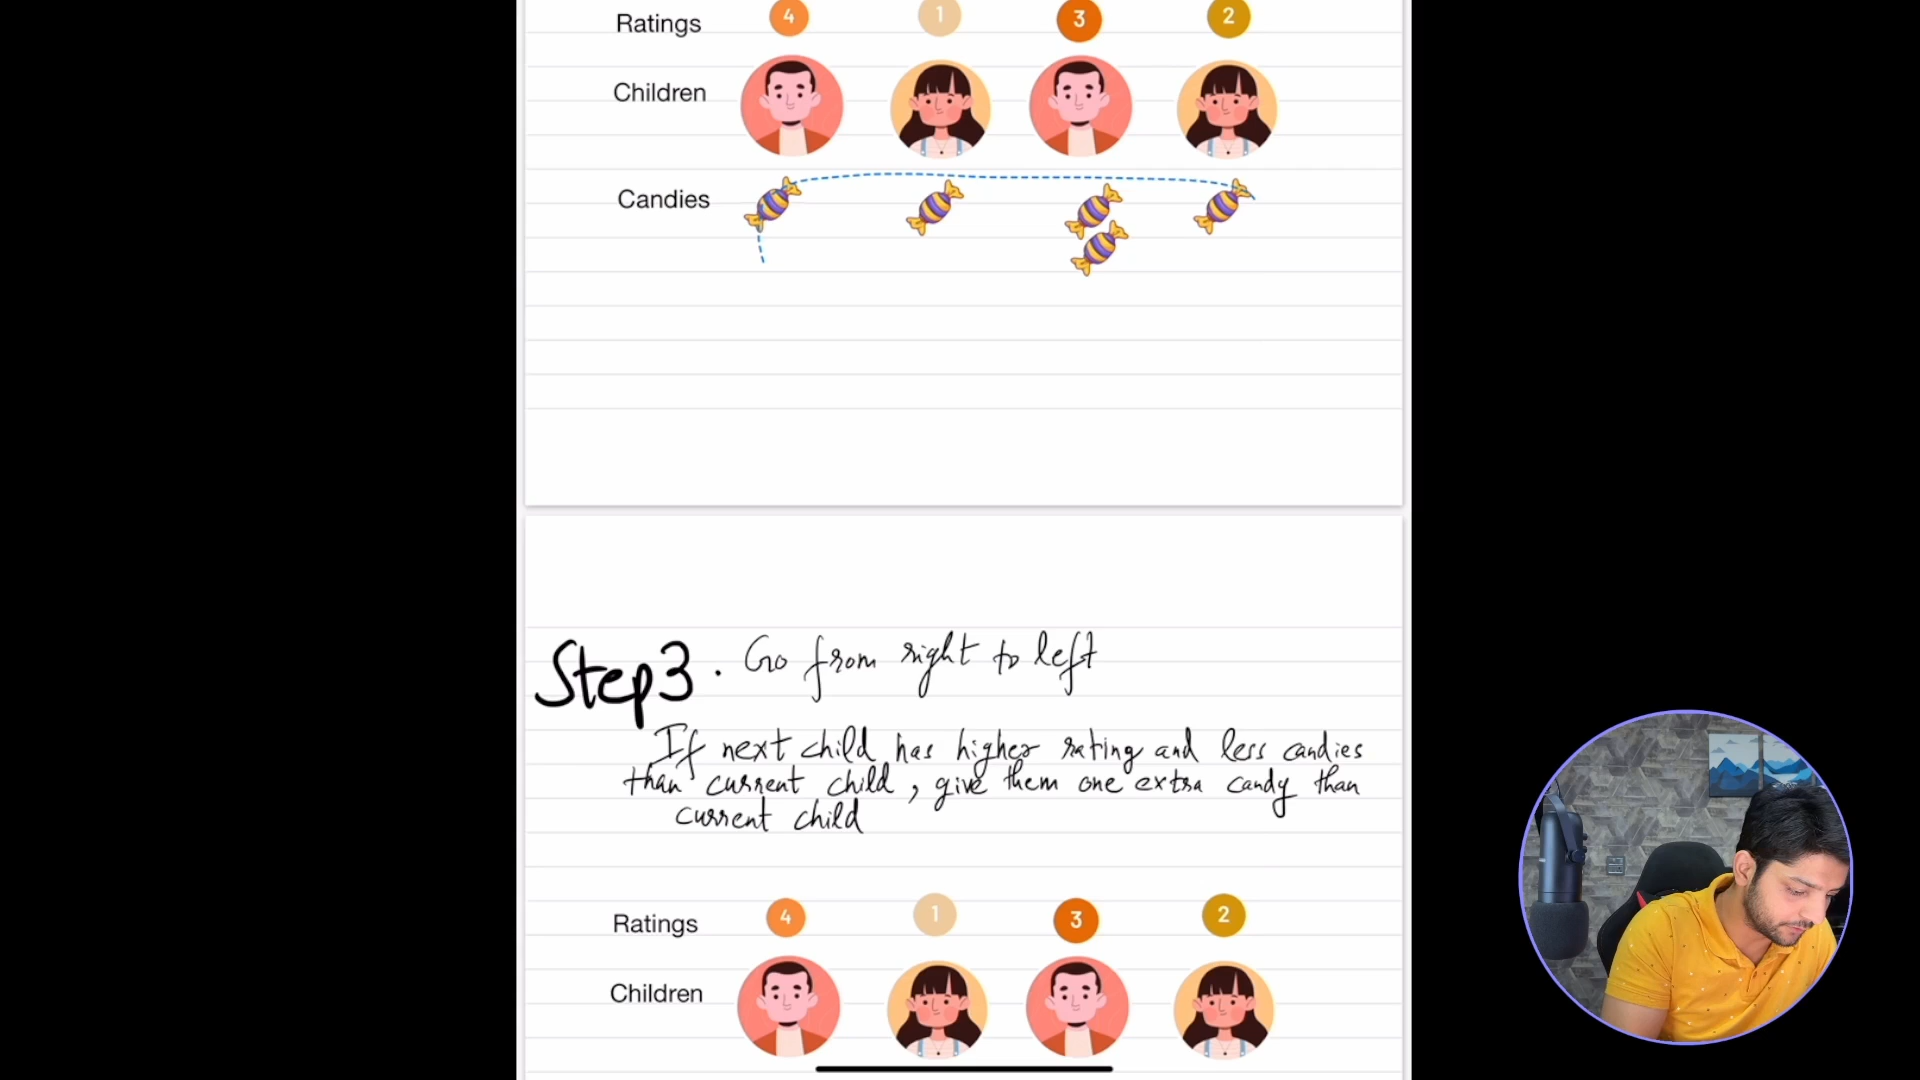 Ratings 4 1 3 2
Children
Candies
Step 3. Go from right to left
If next child has higher rating and less candies
than current child, give them one extra candy than
current child
Ratings 4 1 3 2
Children